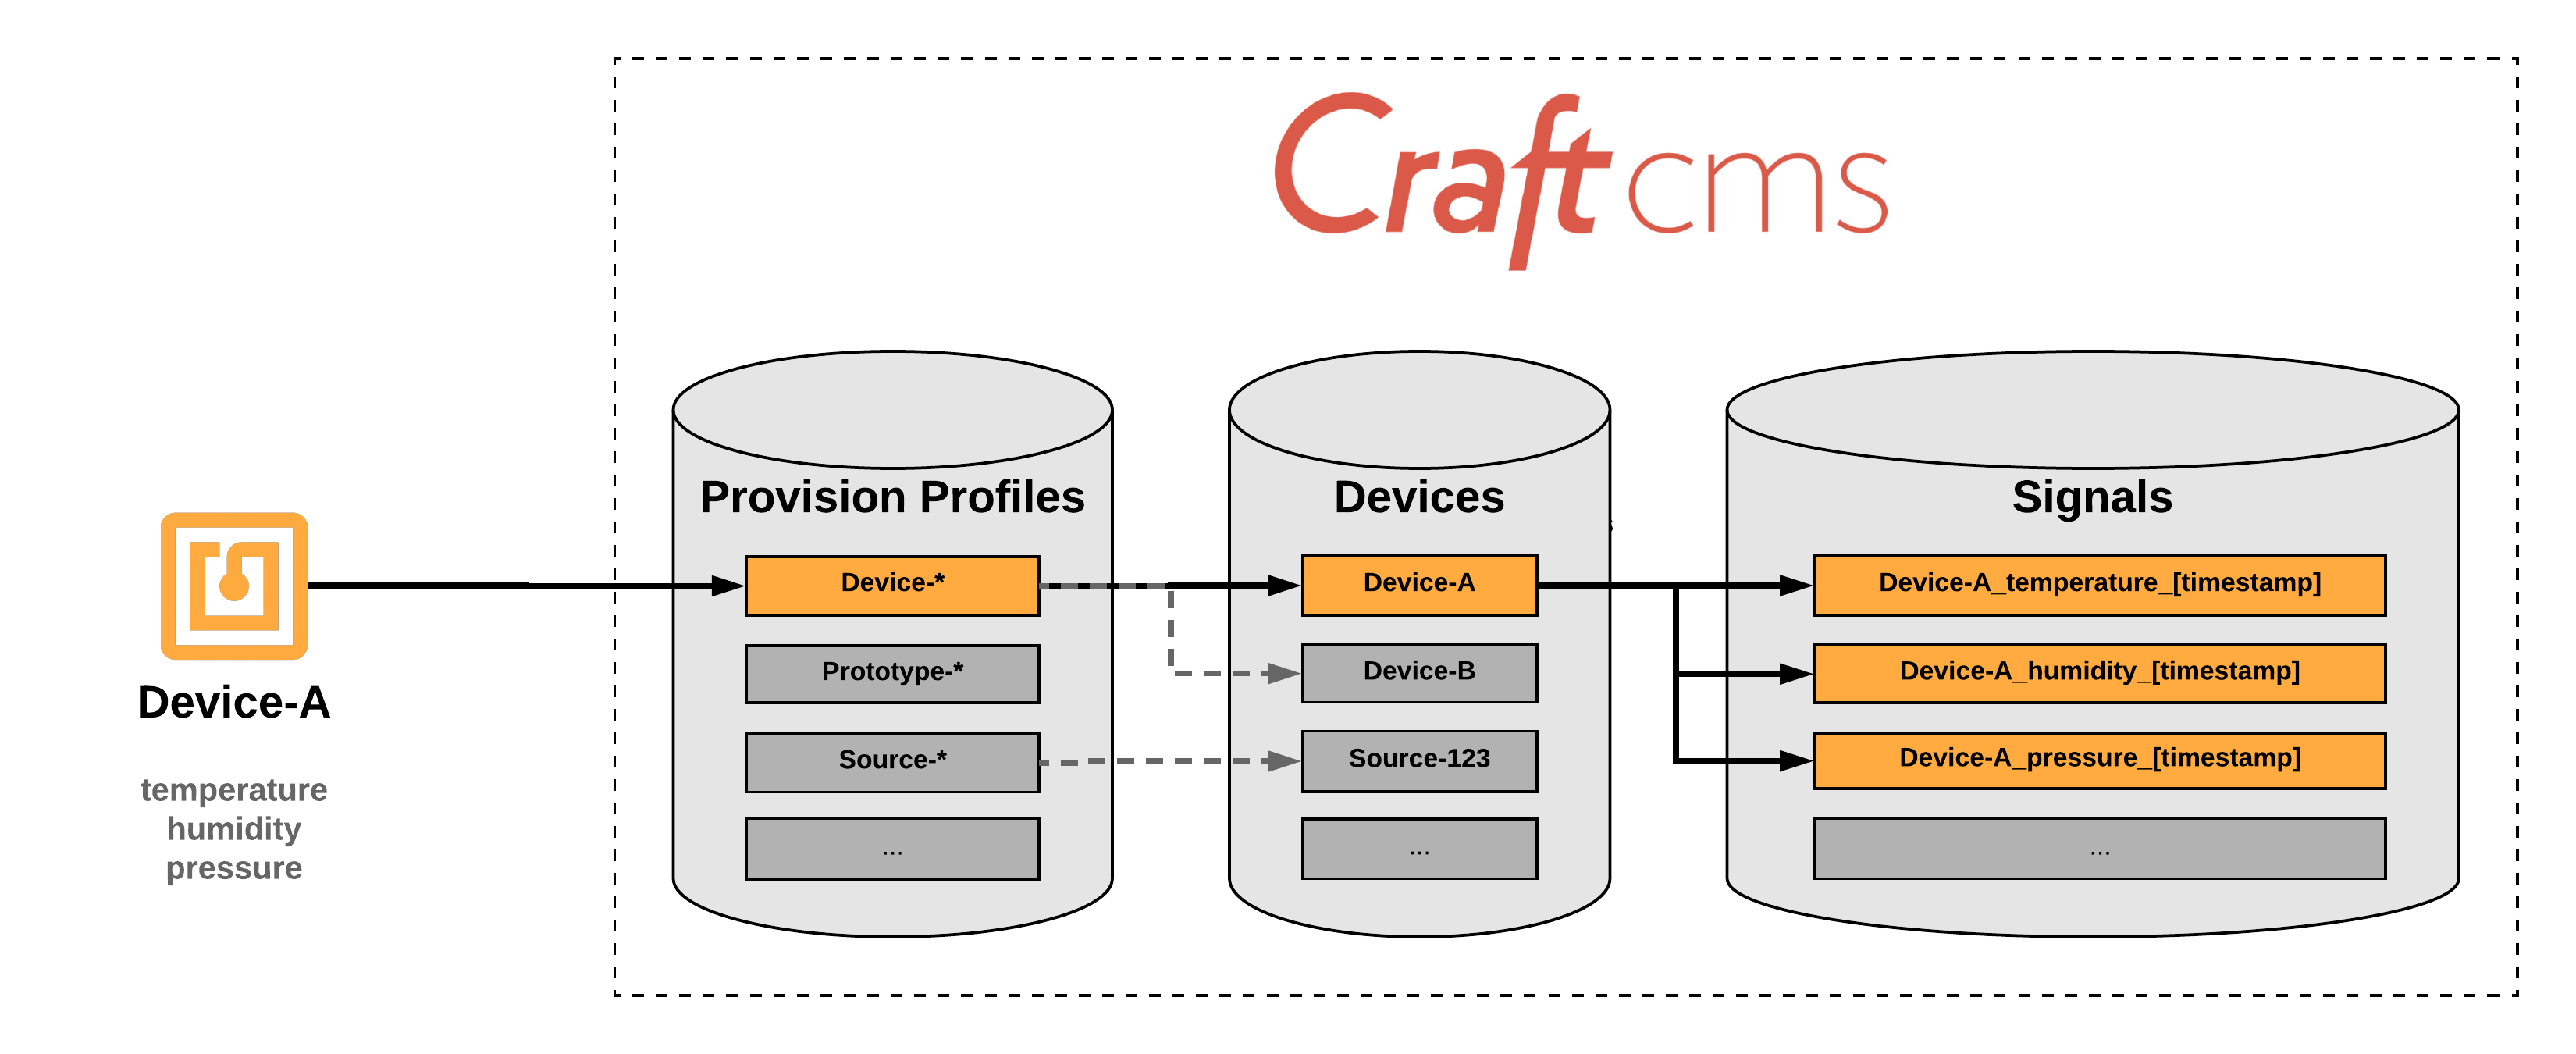 Craft cms
Provision Profiles
Devices
Signals
Device-*
Device-A
Device-A_temperature_[timestamp]
Prototype-*
Device-B
Device-A_humidity_[timestamp]
Device-A
Source-*
Source-123
Device-A_pressure_[timestamp]
temperature
humidity
pressure
...
...
...